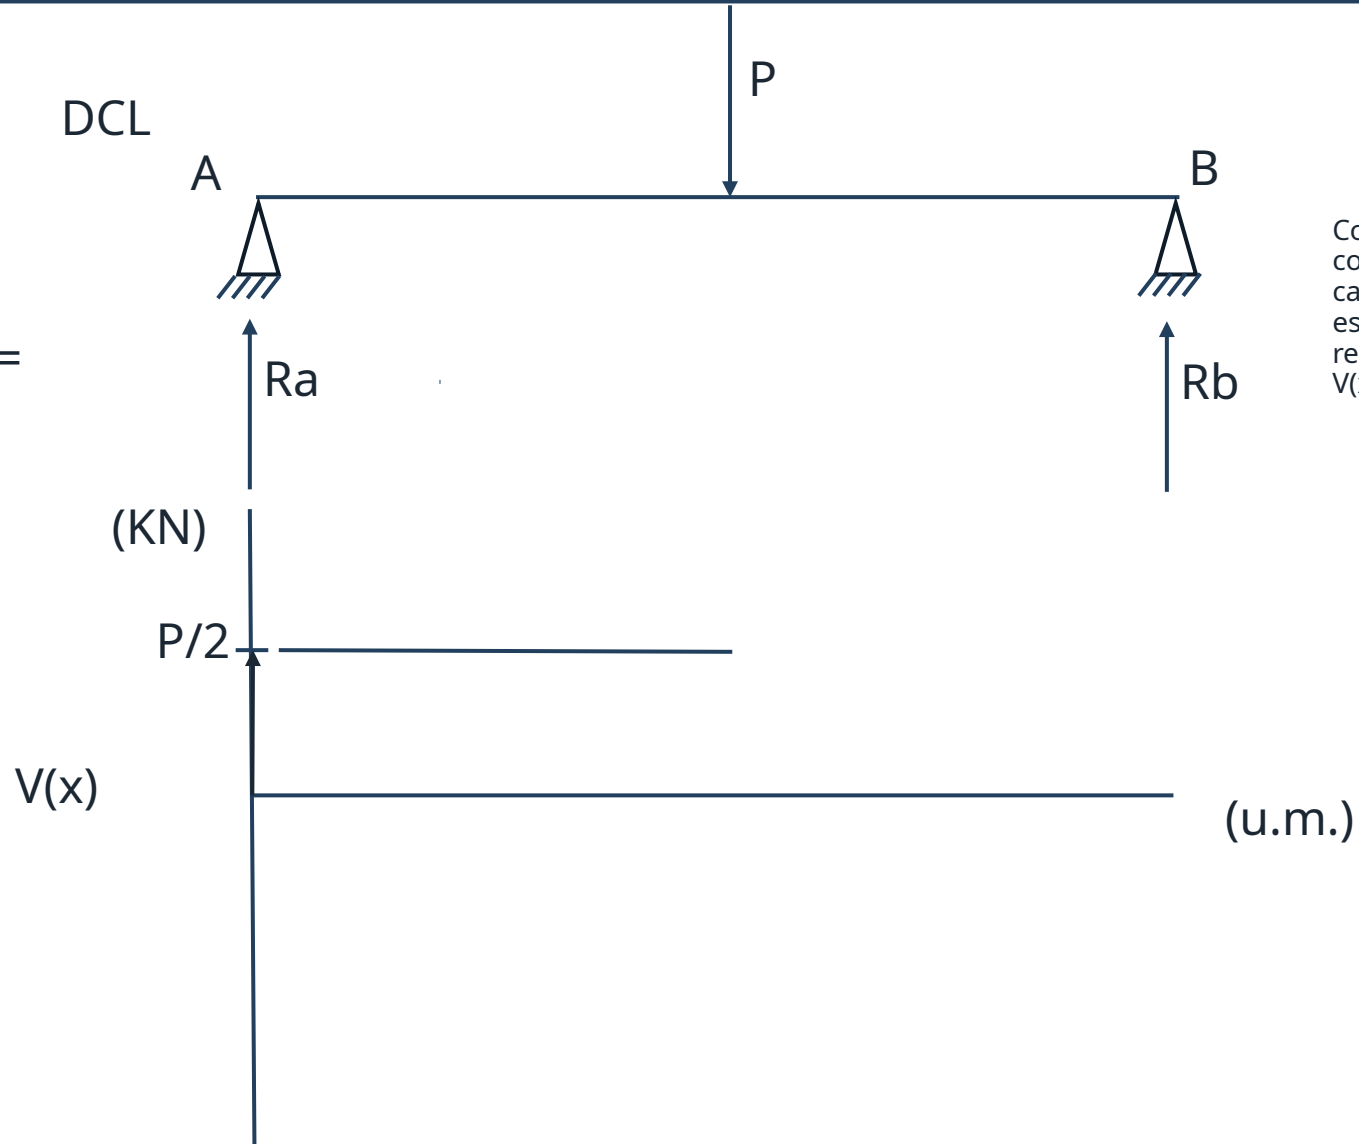 P
DCL
A
B
=
Ra
Rb
(KN)
P/2
V(x)
(u.m.)